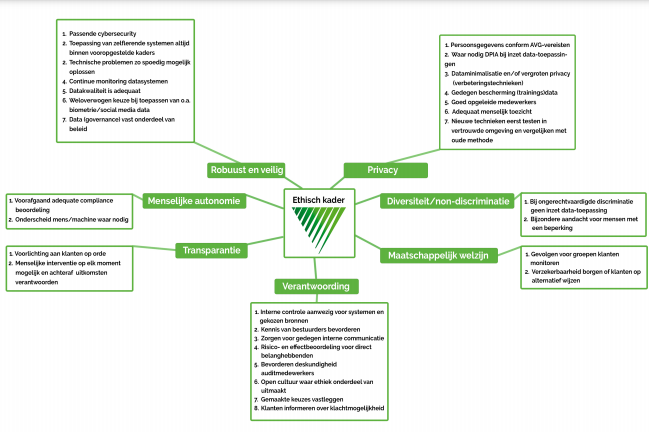 1. Passende cybersecurity
2. Toepassing van zelflerende systemen altijd
binnen vooropgestelde kaders
2. Technische problemen zo spoedig mogelijk
oplossen
4. Continue monitoring datasystemen
5. Datakwaliteit is adequaat
6. Weloverwogen keuze bij toepassen van o.a.
biometrie/social media data
7. Data (governance) vast onderdeel van
beleid
1. Persoonsgegevens conform AVG-vereisten
2. Waar nodig DPIA bij inzet data-toepassin-
gen
3. Dataminimalisatie en/of vergroten privacy
(verbeteringstechnieken)
4. Gedegen bescherming (trainings)data
5. Goed opgeleide medewerkers
6. Adequaat menselijk toezicht
7. Nieuwe technieken eerst testen in
vertrouwde omgeving en vergelijken met
oude methode
Robuust en veilig
Privacy
1. Voorafgaand adequate compliance
beoordeling
2. Onderscheid mens/machine waar nodig
Menselijke autonomie
Ethisch kader
Diversiteit/non-discriminatie
1. Bij ongerechtvaardigde discriminatie
geen inzet data-toepassing
2. Bijzondere aandacht voor mensen met
een beperking
1. Voorlichting aan klanten op orde
2. Menselijke interventie op elk moment
mogelijk en achteraf uitkomsten
verantwoorden
Transparantie
Maatschappelijk welzijn
1. Gevolgen voor groepen klanten
monitoren
2. Verzekerbaarheid borgen of klanten op
alternatief wijzen
Verantwoording
1. Interne controle aanwezig voor systemen en
gekozen bronnen
2. Kennis van bestuurders bevorderen
3. Zorgen voor gedegen interne communicatie
4. Risico- en effectbeoordeling voor direct
belanghebbenden
5. Bevorderen deskundigheid
auditmedewerkers
6. Open cultuur waar ethiek onderdeel van
uitmaakt
7. Gemaakte keuzes vastleggen
8. Klanten informeren over klachtmogelijkheid